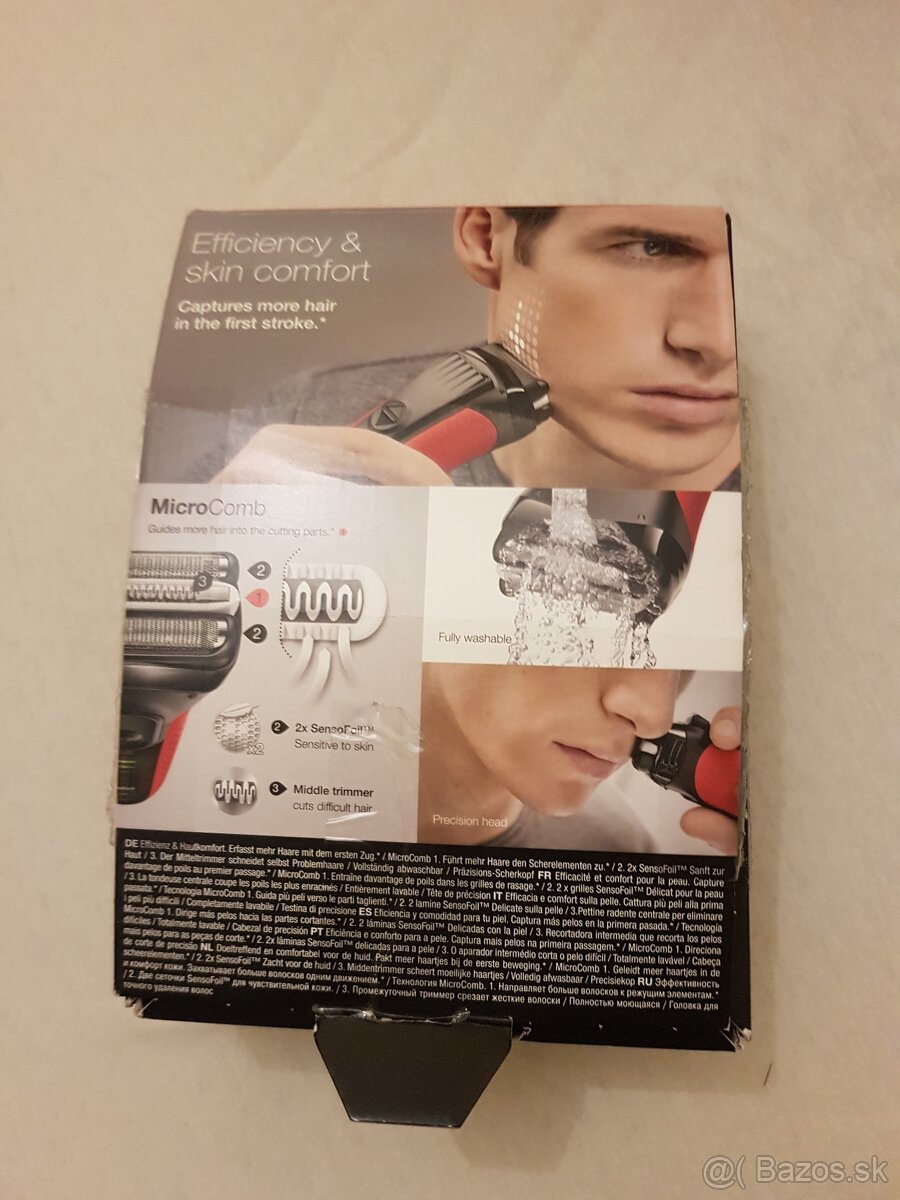 Efficiency &
skin comfort
Captures more hair
in the first stroke.*
MicroComb
Guides more hair into the cutting parts.* 1
3
2
1
2
Fully washable
x2
2 2x SensoFoil™
Sensitive to skin
3 Middle trimmer
cuts difficult hair
Precision head
DE Effizienz & Hautkomfort. Erfasst mehr Haare mit dem ersten Zug.* / MicroComb 1. Führt mehr Haare den Scherelementen zu.* / 2. 2x SensoFoil™ Sanft zur
Haut / 3. Der Mitteltrimmer schneidet selbst Problemhaare / Vollständig abwaschbar / Präzisions-Scherkopf FR Efficacité et confort pour la peau. Capture
davantage de poils au premier passage.* / MicroComb 1. Entraîne davantage de poils dans les grilles de rasage.* / 2. 2 x grilles SensoFoil™ Délicat pour la peau
/ 3. La tondeuse centrale coupe les poils les plus enracinés / Entièrement lavable / Tête de précision IT Efficacia e comfort sulla pelle. Cattura più peli alla prima
passata.* / Tecnologia MicroComb 1. Guida più peli verso le parti taglienti.* / 2. 2 lamine SensoFoil™ Delicate sulla pelle / 3.Pettine radente centrale per eliminare
i peli più difficili / Completamente lavabile / Testina di precisione ES Eficiencia y comodidad para tu piel. Captura más pelos en la primera pasada.* / Tecnología
MicroComb 1. Dirige más pelos hacia las partes cortantes.* / 2. 2 láminas SensoFoil™ Delicadas con la piel / 3. Recortadora intermedia que recorta los pelos
difíciles / Totalmente lavable / Cabezal de precisión PT Eficiência e conforto para a pele. Captura mais pelos na primeira passagem.* / MicroComb 1. Direciona
mais pelos para as peças de corte.* / 2. 2x lâminas SensoFoil™ delicadas para a pele / 3. O aparador intermédio corta o pelo difícil / Totalmente lavável / Cabeça
de corte de precisão NL Doeltreffend en comfortabel voor de huid. Pakt meer haartjes bij de eerste beweging.* / MicroComb 1. Geleidt meer haartjes in de
scheerelementen.* / 2. 2x SensoFoil™ Zacht voor de huid / 3. Middentrimmer scheert moeilijke haartjes / Volledig afwasbaar / Precisiekop RU Эффективность
и комфорт кожи. Захватывает больше волосков одним движением.* / Технология MicroComb. 1. Направляет больше волосков к режущим элементам.*
/ 2. Две сеточки SensoFoil™ для чувствительной кожи. / 3. Промежуточный триммер срезает жесткие волоски / Полностью моющаяся / Головка для
точного удаления волос
@( Bazos.sk